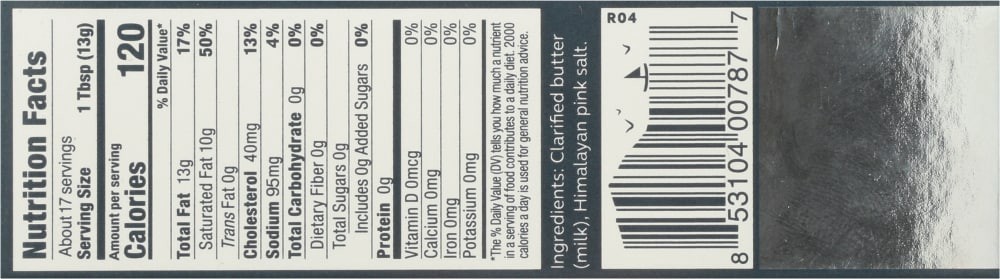 Nutrition Facts
About 17 servings
Serving Size 1 Tbsp (13g)
Amount per serving
Calories 120
% Daily Value*
Total Fat 13g 17%
Saturated Fat 10g 50%
Trans Fat 0g
Cholesterol 40mg 13%
Sodium 95mg 4%
Total Carbohydrate 0g 0%
Dietary Fiber 0g 0%
Total Sugars 0g
Includes 0g Added Sugars 0%
Protein 0g
Vitamin D 0mcg 0%
Calcium 0mg 0%
Iron 0mg 0%
Potassium 0mg 0%
*The % Daily Value (DV) tells you how much a nutrient
in a serving of food contributes to a daily diet. 2000
calories a day is used for general nutrition advice.
Ingredients: Clarified butter
(milk), Himalayan pink salt.
R04
8 53104 00787 7